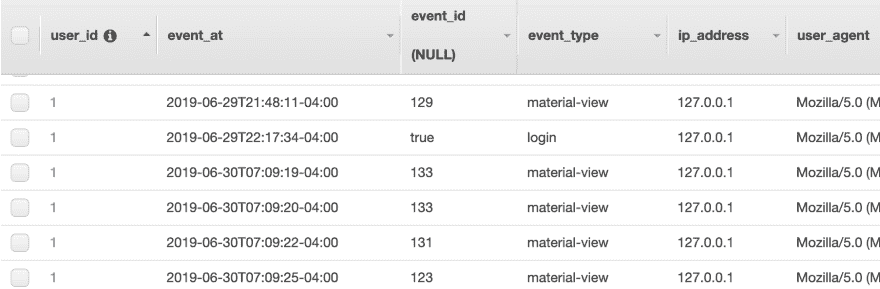 user_id event_at event_id (NULL) event_type ip_address user_agent
1 2019-06-29T21:48:11-04:00 129 material-view 127.0.0.1 Mozilla/5.0 (M
1 2019-06-29T22:17:34-04:00 true login 127.0.0.1 Mozilla/5.0 (M
1 2019-06-30T07:09:19-04:00 133 material-view 127.0.0.1 Mozilla/5.0 (M
1 2019-06-30T07:09:20-04:00 133 material-view 127.0.0.1 Mozilla/5.0 (M
1 2019-06-30T07:09:22-04:00 131 material-view 127.0.0.1 Mozilla/5.0 (M
1 2019-06-30T07:09:25-04:00 123 material-view 127.0.0.1 Mozilla/5.0 (M